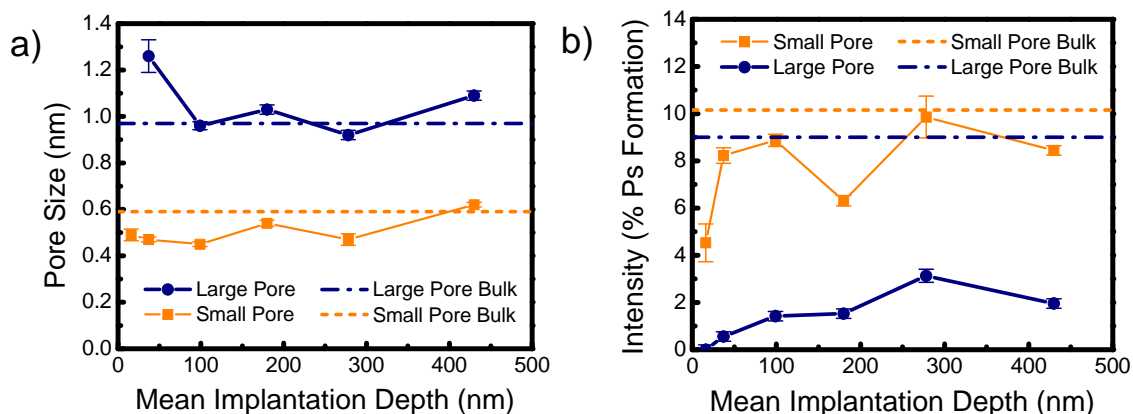 a)
Pore Size (nm)
1.4
1.2
1.0
0.8
0.6
0.4
0.2
0.0
Large Pore
Large Pore Bulk
Small Pore
Small Pore Bulk
0 100 200 300 400 500
Mean Implantation Depth (nm)
b)
Intensity (% Ps Formation)
14
12
10
8
6
4
2
0
Small Pore
Small Pore Bulk
Large Pore
Large Pore Bulk
0 100 200 300 400 500
Mean Implantation Depth (nm)